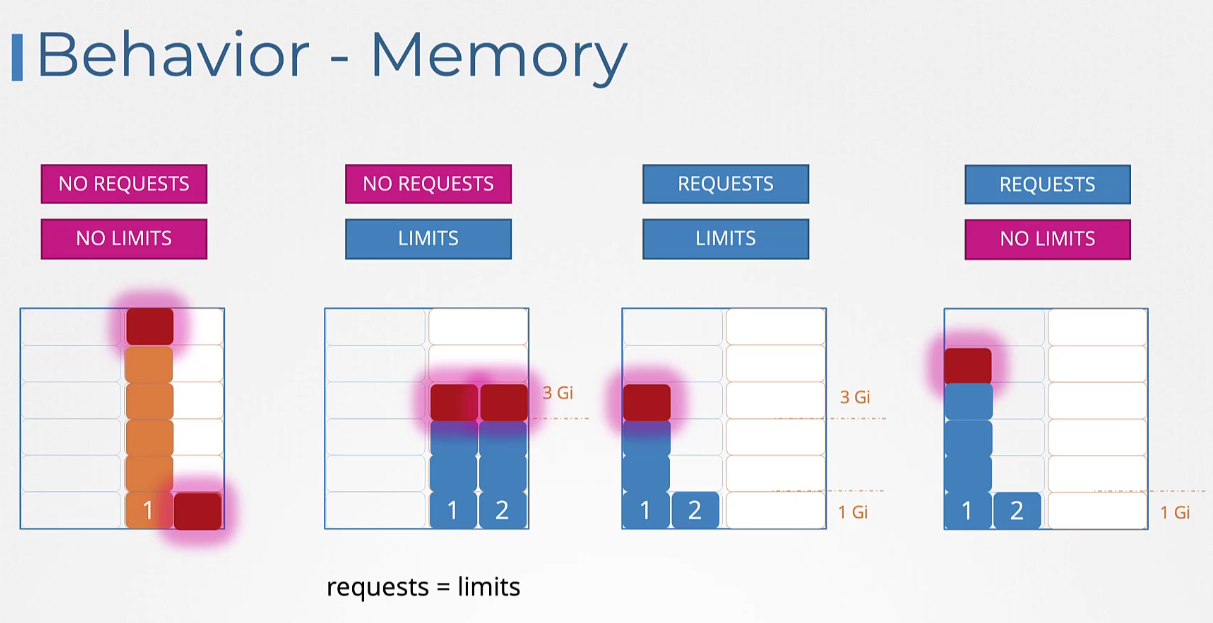 Behavior - Memory
NO REQUESTS
NO LIMITS
1
NO REQUESTS
LIMITS
3 Gi
1 2
requests = limits
REQUESTS
LIMITS
3 Gi
1 2
1 Gi
REQUESTS
NO LIMITS
1 2
1 Gi